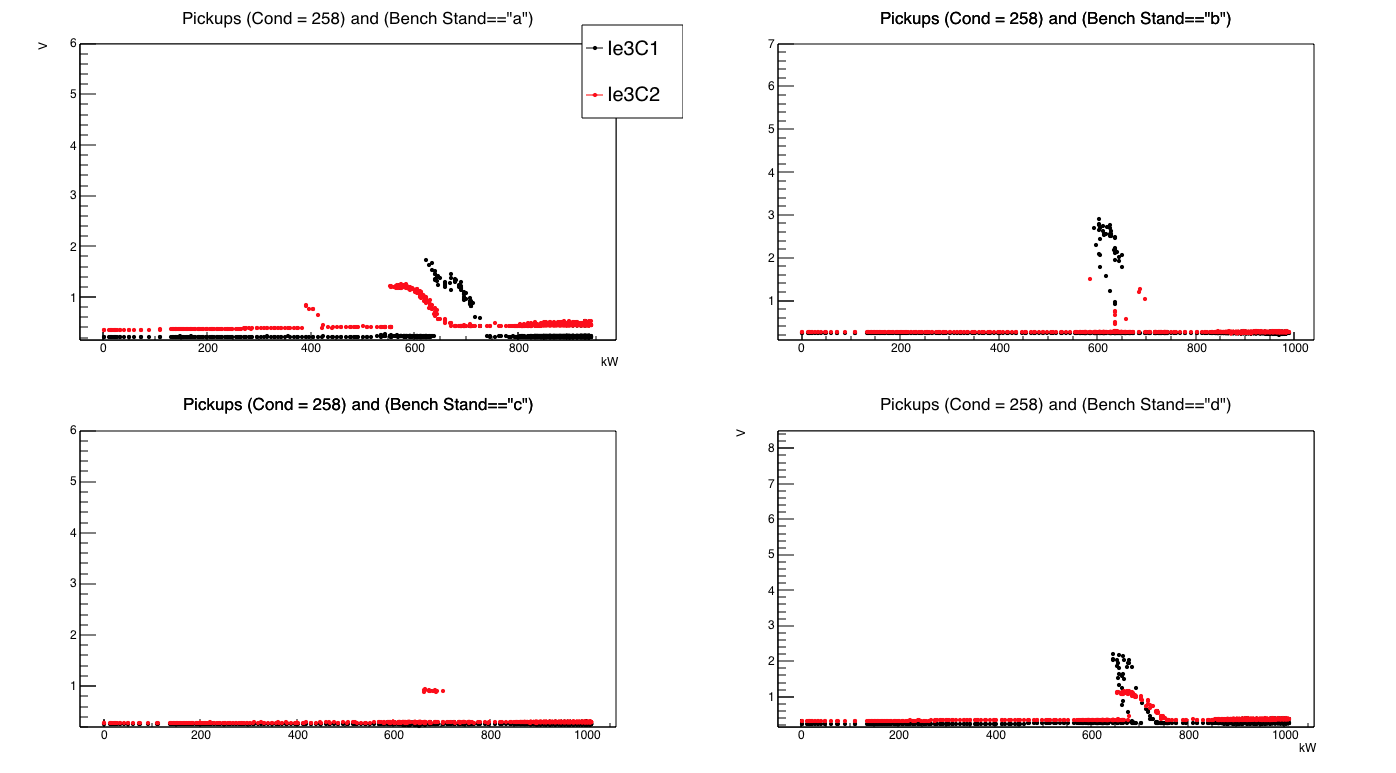 Pickups (Cond = 258) and (Bench Stand=="a")
V
6
5
4
3
2
1
0 200 400 600 800
kW
le3C1
le3C2
Pickups (Cond = 258) and (Bench Stand=="b")
7
6
5
4
3
2
1
0 200 400 600 800 1000
Pickups (Cond = 258) and (Bench Stand=="c")
6
5
4
3
2
1
0 200 400 600 800 1000
Pickups (Cond = 258) and (Bench Stand=="d")
V
8
7
6
5
4
3
2
1
0 200 400 600 800 1000
kW